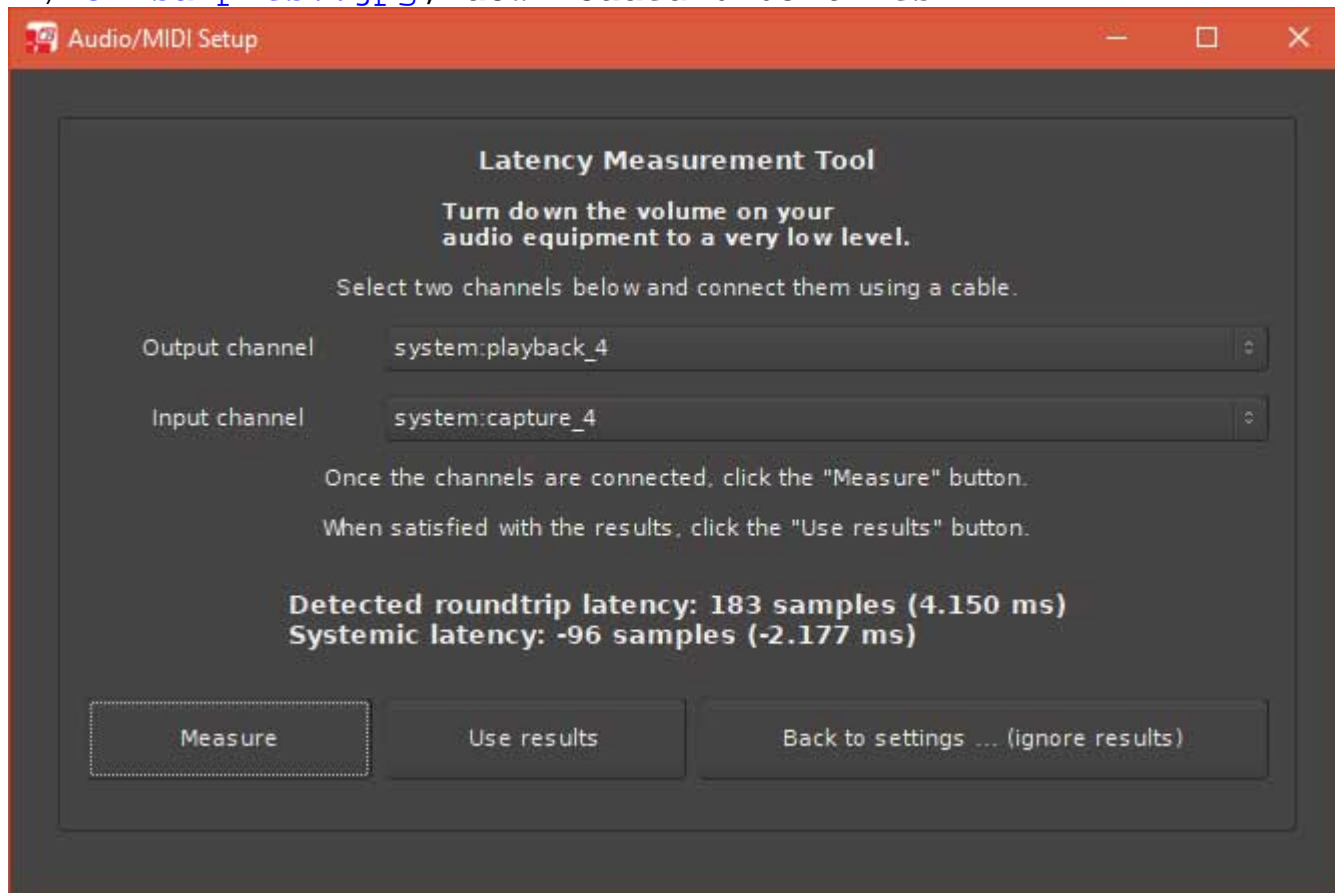 Audio/MIDI Setup
Latency Measurement Tool
Turn down the volume on your
audio equipment to a very low level.
Select two channels below and connect them using a cable.
Output channel system:playback_4
Input channel system:capture_4
Once the channels are connected, click the "Measure" button.
When satisfied with the results, click the "Use results" button.
Detected roundtrip latency: 183 samples (4.150 ms)
Systemic latency: -96 samples (-2.177 ms)
Measure Use results Back to settings ... (ignore results)